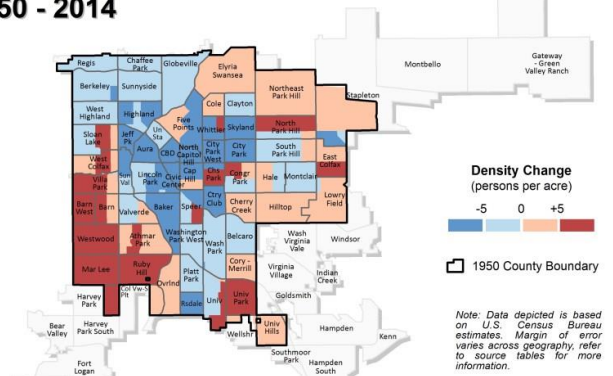 50 - 2014
Regis
Chaffee
Park
Globeville
Elyria
Swansea
Montbello
Gateway
- Green
Valley Ranch
Berkeley
Sunnyside
Northeast
Park Hill
Stapleton
West
Highland
Highland
Five
Points
Cole
Clayton
Un
Sta
Whittier
Skyland
North
Park Hill
Sloan
Lake
Jeff
Pk
Aura
CBD
North
Capitol
Hill
City
Park
West
City
Park
South
Park Hill
West
Colfax
East
Colfax
Villa
Park
Sun
Val
Lincoln
Park
Civic
Center
Cap
Hill
Chs
Park
Congr
Park
Hale
Montclair
Barn
West
Barn
Valverde
Baker
Speer
Ctry
Club
Cherry
Creek
Hilltop
Lowry
Field
Westwood
Athmar
Park
Washington
Park West
Wash
Park
Belcaro
Wash
Virginia
Vale
Windsor
Mar Lee
Ruby
Hill
Ovrlnd
Platt
Park
Cory -
Merrill
Virginia
Village
Indian
Creek
Harvey
Park
Col Vw-S
Plt
Rsdale
Univ
Univ
Park
Goldsmith
Bear
Valley
Harvey
Park South
Wellshr
Univ
Hills
Hampden
Kenn
Fort
Logan
Southmoor
Park
Hampden
South
Density Change
(persons per acre)
-5 0 +5
1950 County Boundary
Note: Data depicted is based
on U.S. Census Bureau
estimates. Margin of error
varies across geography, refer
to source tables for more
information.